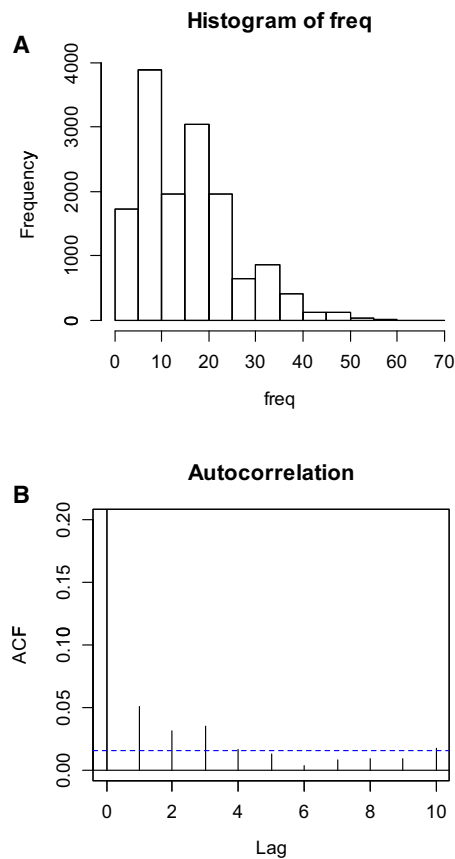 Histogram of freq
A
Frequency
4000
3000
2000
1000
0
0 10 20 30 40 50 60 70
freq
Autocorrelation
B
ACF
0.20
0.15
0.10
0.05
0.00
0 2 4 6 8 10
Lag